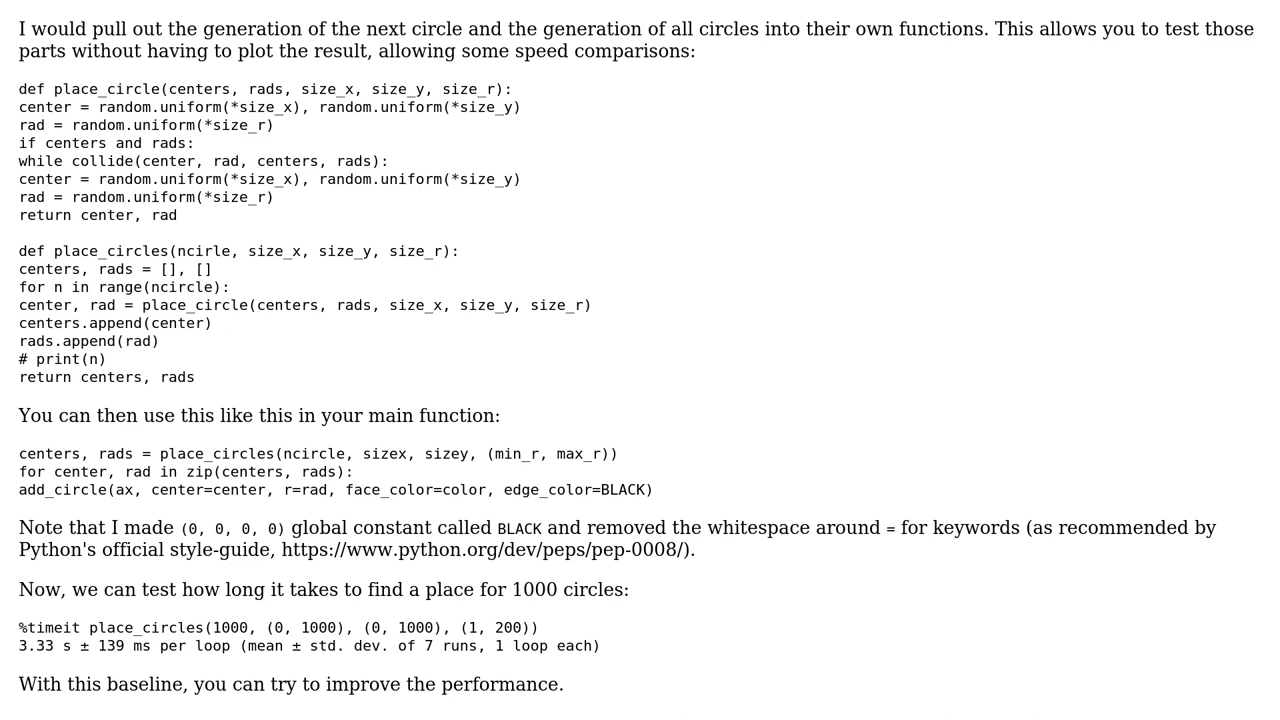 I would pull out the generation of the next circle and the generation of all circles into their own functions. This allows you to test those
parts without having to plot the result, allowing some speed comparisons:
def place_circle(centers, rads, size_x, size_y, size_r):
center = random.uniform(*size_x), random.uniform(*size_y)
rad = random.uniform(*size_r)
if centers and rads:
while collide(center, rad, centers, rads):
center = random.uniform(*size_x), random.uniform(*size_y)
rad = random.uniform(*size_r)
return center, rad
def place_circles(ncirle, size_x, size_y, size_r):
centers, rads = [], []
for n in range(ncircle):
center, rad = place_circle(centers, rads, size_x, size_y, size_r)
centers.append(center)
rads.append(rad)
# print(n)
return centers, rads
You can then use this like this in your main function:
centers, rads = place_circles(ncircle, sizex, sizey, (min_r, max_r))
for center, rad in zip(centers, rads):
add_circle(ax, center=center, r=rad, face_color=color, edge_color=BLACK)
Note that I made (0, 0, 0, 0) global constant called BLACK and removed the whitespace around = for keywords (as recommended by
Python's official style-guide, https://www.python.org/dev/peps/pep-0008/).
Now, we can test how long it takes to find a place for 1000 circles:
%timeit place_circles(1000, (0, 1000), (0, 1000), (1, 200))
3.33 s ± 139 ms per loop (mean ± std. dev. of 7 runs, 1 loop each)
With this baseline, you can try to improve the performance.